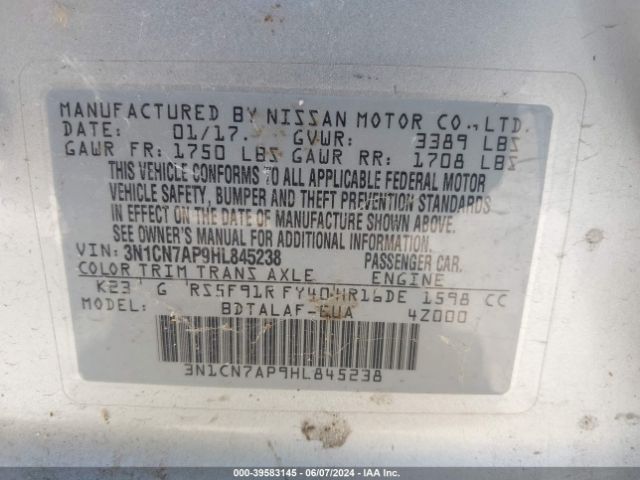 MANUFACTURED BY NISSAN MOTOR CO.,LTD.
DATE: 01/17. GVWR: 3389 LBS
GAWR FR: 1750 LBS GAWR RR: 1708 LBS
THIS VEHICLE CONFORMS TO ALL APPLICABLE FEDERAL MOTOR
VEHICLE SAFETY, BUMPER AND THEFT PREVENTION STANDARDS
IN EFFECT ON THE DATE OF MANUFACTURE SHOWN ABOVE.
SEE OWNER'S MANUAL FOR ADDITIONAL INFORMATION.
VIN: 3N1CN7AP9HL845238 PASSENGER CAR.
COLOR TRIM TRANS AXLE ENGINE
K23 G RS5F91R FY40 HR16DE 1598 CC
MODEL: BDTALAF-EUA 4Z000
3N1CN7AP9HL845238
000-39583145 - 06/07/2024 - IAA Inc.